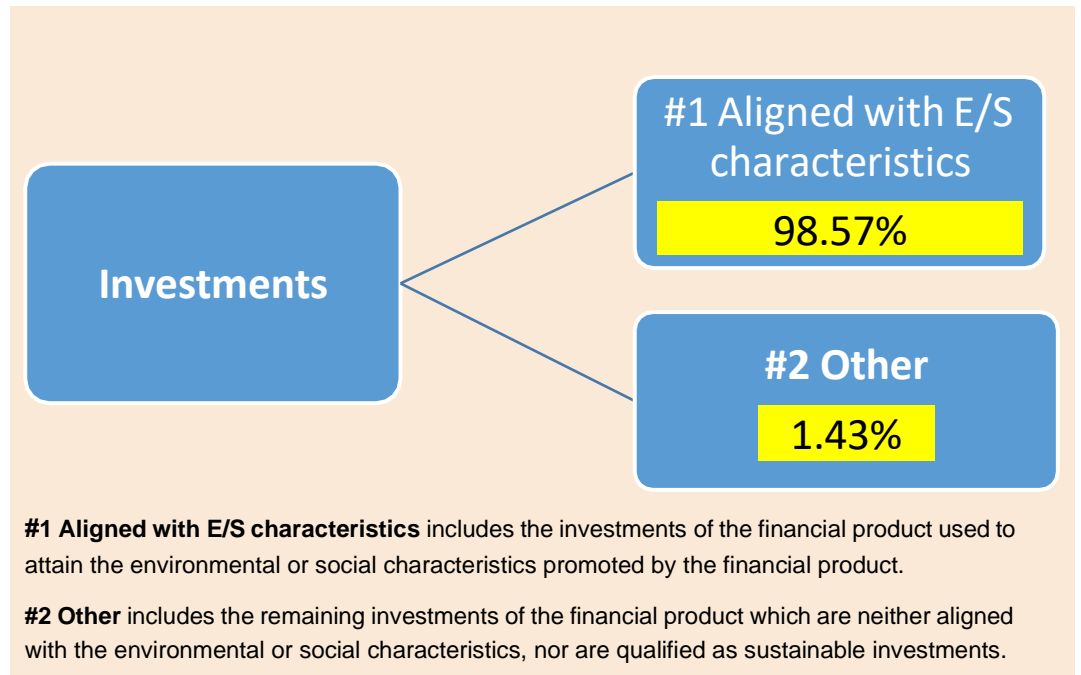 Investments
#1 Aligned with E/S
characteristics
98.57%
#2 Other
1.43%
#1 Aligned with E/S characteristics includes the investments of the financial product used to
attain the environmental or social characteristics promoted by the financial product.
#2 Other includes the remaining investments of the financial product which are neither aligned
with the environmental or social characteristics, nor are qualified as sustainable investments.